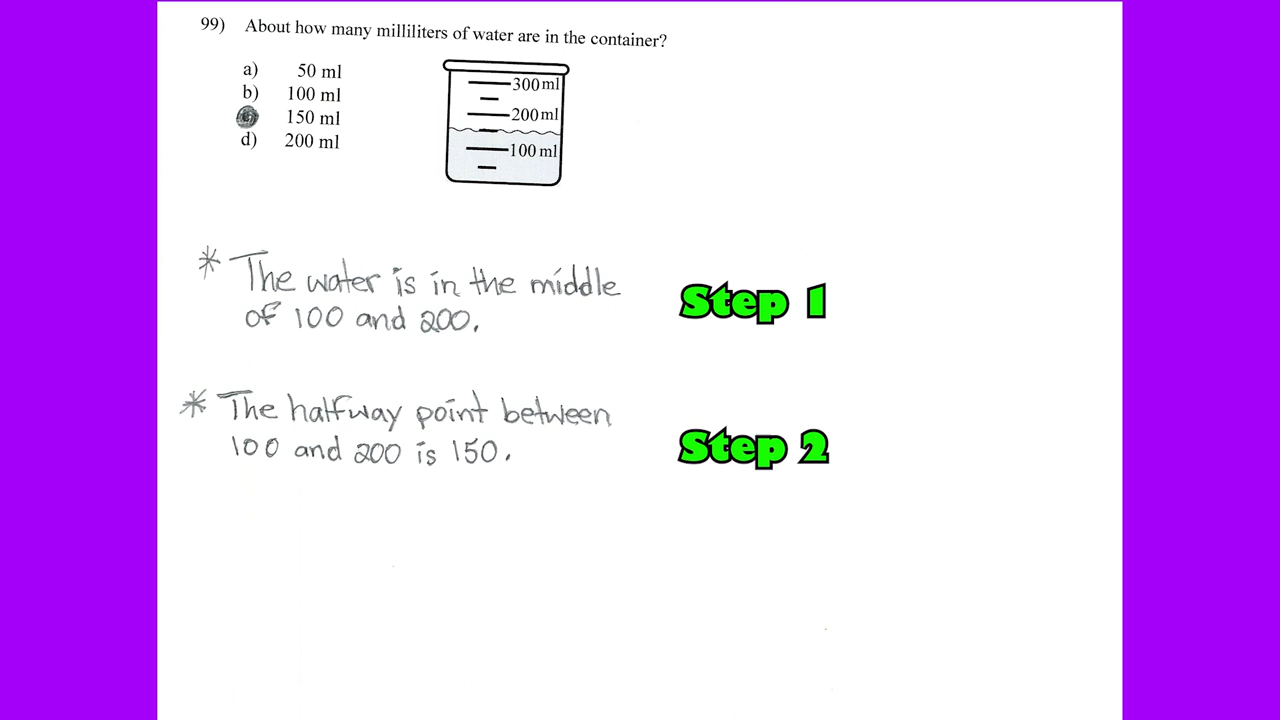 99) About how many milliliters of water are in the container?
a) 50 ml
b) 100 ml
150 ml
d) 200 ml
300 ml
200 ml
100 ml
* The water is in the middle
of 100 and 200.
Step 1
* The halfway point between
100 and 200 is 150.
Step 2